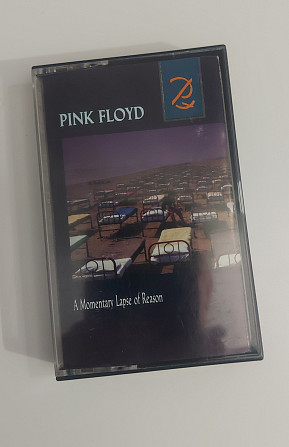 PINK FLOYD
A Momentary Lapse of Reason